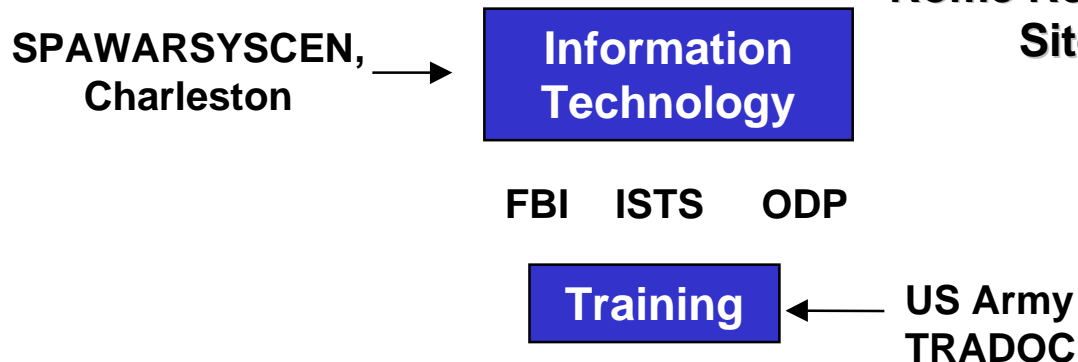 SPAWARSYSCEN,
Charleston
Information
Technology
FBI ISTS ODP
Training
US Army
TRADOC